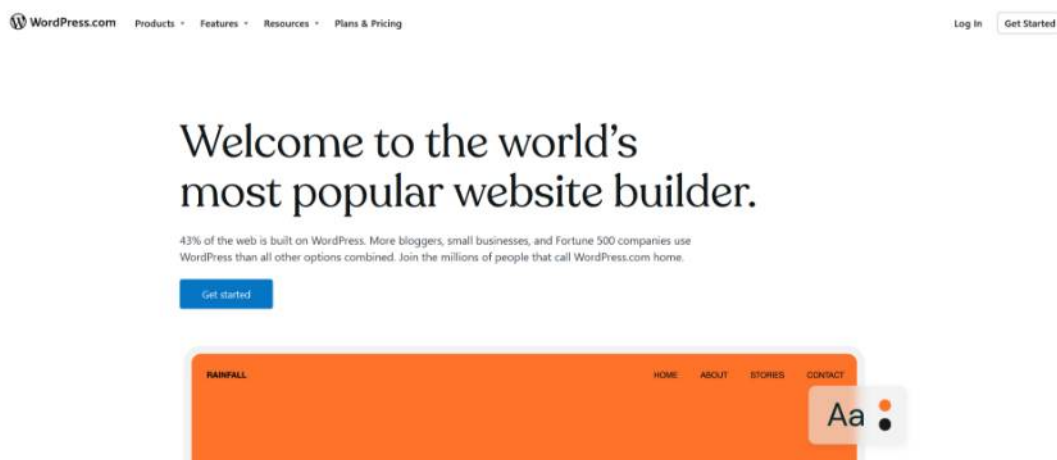 WordPress.com Products Features Resources Plans & Pricing Log In Get Started
Welcome to the world's
most popular website builder.
43% of the web is built on WordPress. More bloggers, small businesses, and Fortune 500 companies use
WordPress than all other options combined. Join the millions of people that call WordPress.com home.
Get started
RAINFALL HOME ABOUT STORIES CONTACT
Aa